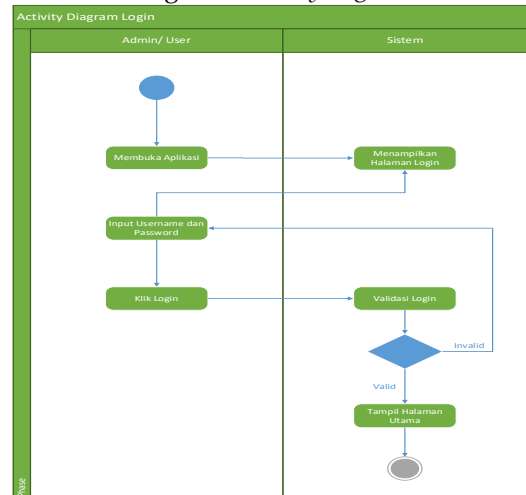 Activity Diagram Login
Admin/ User
Sistem
Membuka Aplikasi
Menampilkan
Halaman Login
Input Username dan
Password
Klik Login
Validasi Login
Invalid
Valid
Tampil Halaman
Utama
Phase